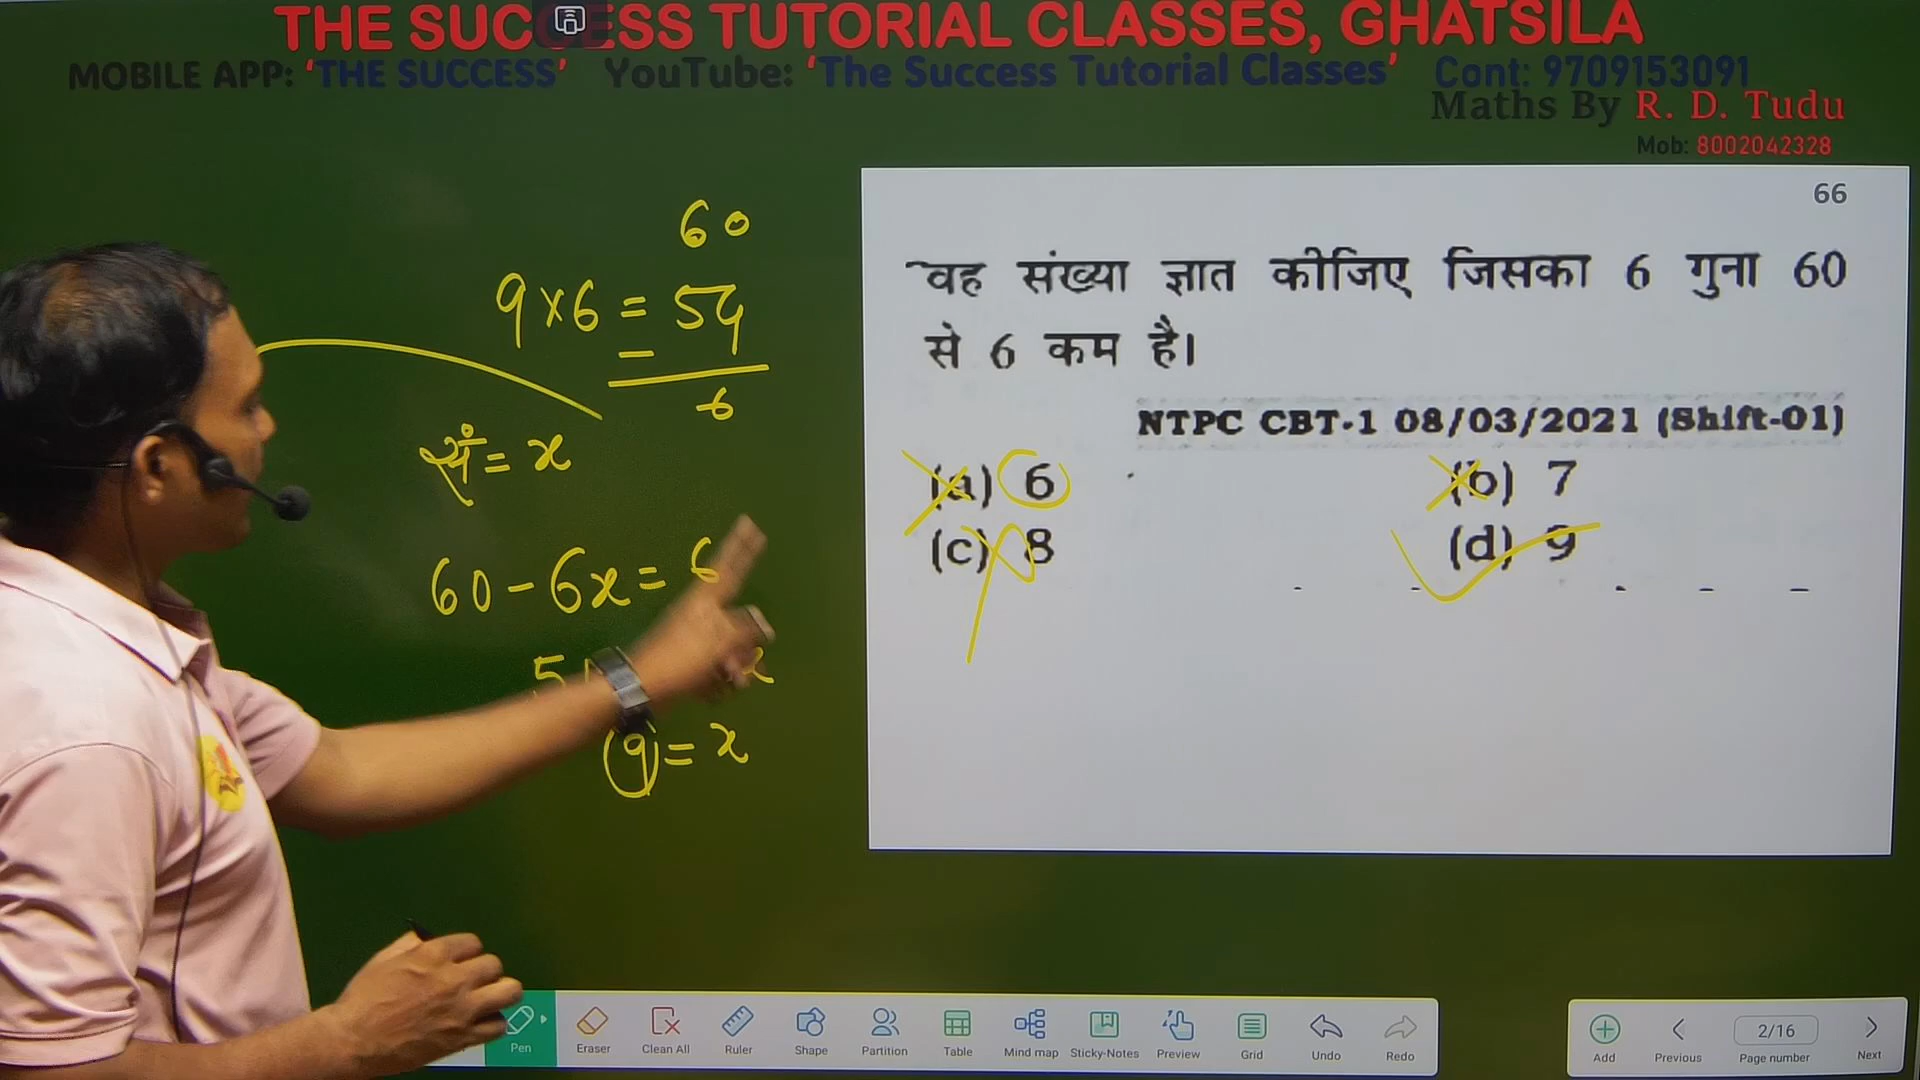 THE SUCCESS TUTORIAL CLASSES, GHATSILA
MOBILE APP: 'THE SUCCESS' YouTube: 'The Success Tutorial Classes' Cont: 9709153091
Maths By R. D. Tudu
Mob: 8002042328
60
9×6 = 54
–
6
सं = x
60 – 6x = 6
5
x
9 = x
66
वह संख्या ज्ञात कीजिए जिसका 6 गुना 60
से 6 कम है।
NTPC CBT-1 08/03/2021 (Shift-01)
(a) 6 (b) 7
(c) 8 (d) 9
Pen Eraser Clean All Ruler Shape Partition Table Mind map Sticky-Notes Preview Grid Undo Redo
2/16
Add Previous Page number Next